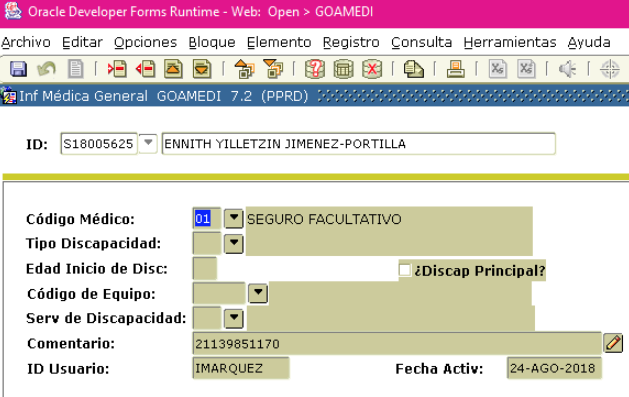 Oracle Developer Forms Runtime - Web: Open > GOAMEDI
Archivo Editar Opciones Bloque Elemento Registro Consulta Herramientas Ayuda
Inf Médica General GOAMEDI 7.2 (PPRD)
ID: S18005625 ENNITH YILLETZIN JIMENEZ-PORTILLA
Código Médico: 01 SEGURO FACULTATIVO
Tipo Discapacidad:
Edad Inicio de Disc: ¿Discap Principal?
Código de Equipo:
Serv de Discapacidad:
Comentario: 21139851170
ID Usuario: IMARQUEZ Fecha Activ: 24-AGO-2018